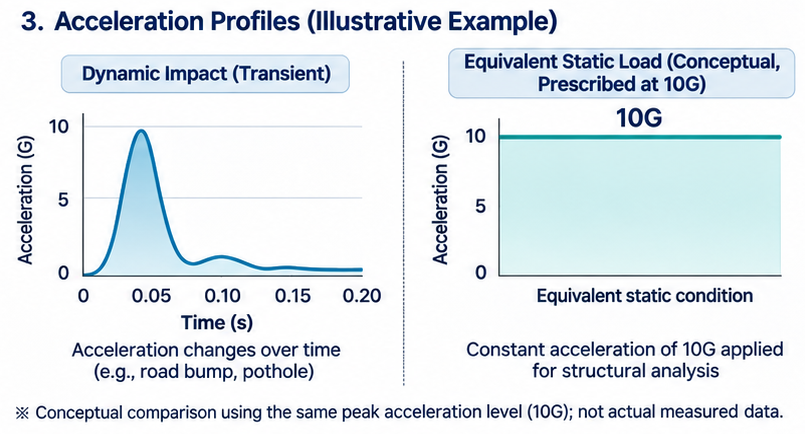 3. Acceleration Profiles (Illustrative Example)
Dynamic Impact (Transient)
Acceleration (G)
10
5
0
0 0.05 0.10 0.15 0.20
Time (s)
Acceleration changes over time
(e.g., road bump, pothole)
Equivalent Static Load (Conceptual,
Prescribed at 10G)
10G
Acceleration (G)
10
5
0
Equivalent static condition
Constant acceleration of 10G applied
for structural analysis
※ Conceptual comparison using the same peak acceleration level (10G); not actual measured data.